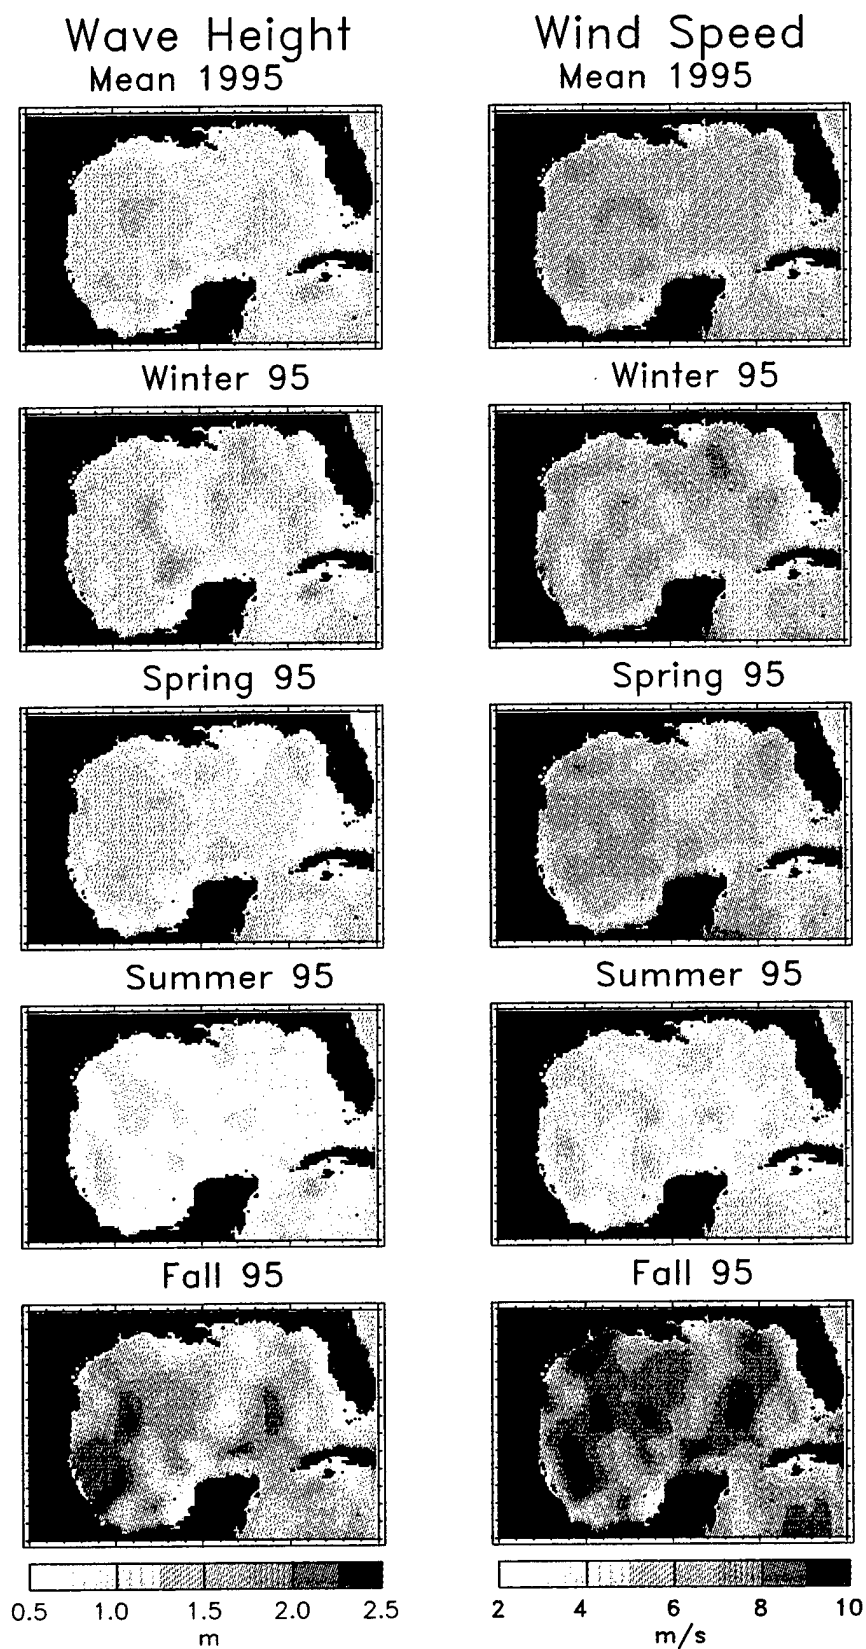 Wave Height
Mean 1995
Winter 95
Spring 95
Summer 95
Fall 95
0.5 1.0 1.5 2.0 2.5
m
Wind Speed
Mean 1995
Winter 95
Spring 95
Summer 95
Fall 95
2 4 6 8 10
m/s